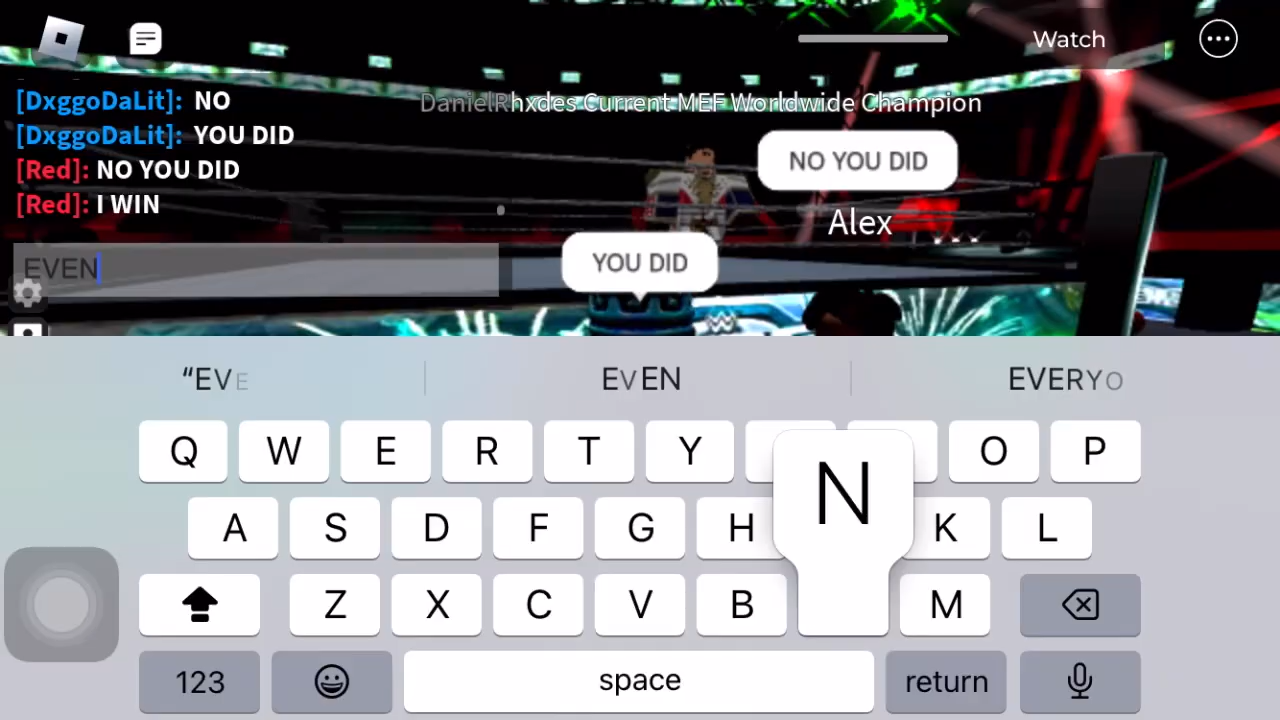 Watch
[DxggoDaLit]: NO
[DxggoDaLit]: YOU DID
[Red]: NO YOU DID
[Red]: I WIN
DanielRhxdes Current MEF Worldwide Champion
NO YOU DID
Alex
YOU DID
EVEN
W
“EVE
EVEN
EVERYO
Q W E R T Y O P
A S D F G H K L
Z X C V B N M
123 space return